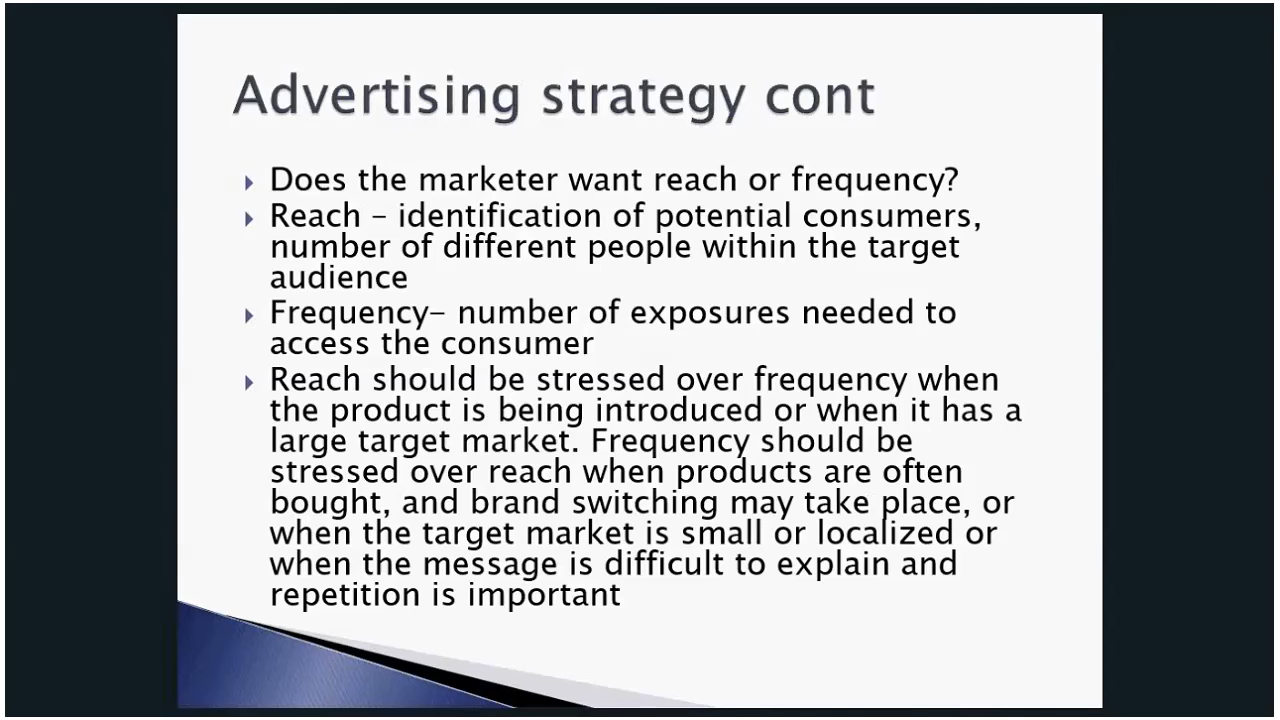 Advertising strategy cont
Does the marketer want reach or frequency?
Reach – identification of potential consumers,
number of different people within the target
audience
Frequency– number of exposures needed to
access the consumer
Reach should be stressed over frequency when
the product is being introduced or when it has a
large target market. Frequency should be
stressed over reach when products are often
bought, and brand switching may take place, or
when the target market is small or localized or
when the message is difficult to explain and
repetition is important